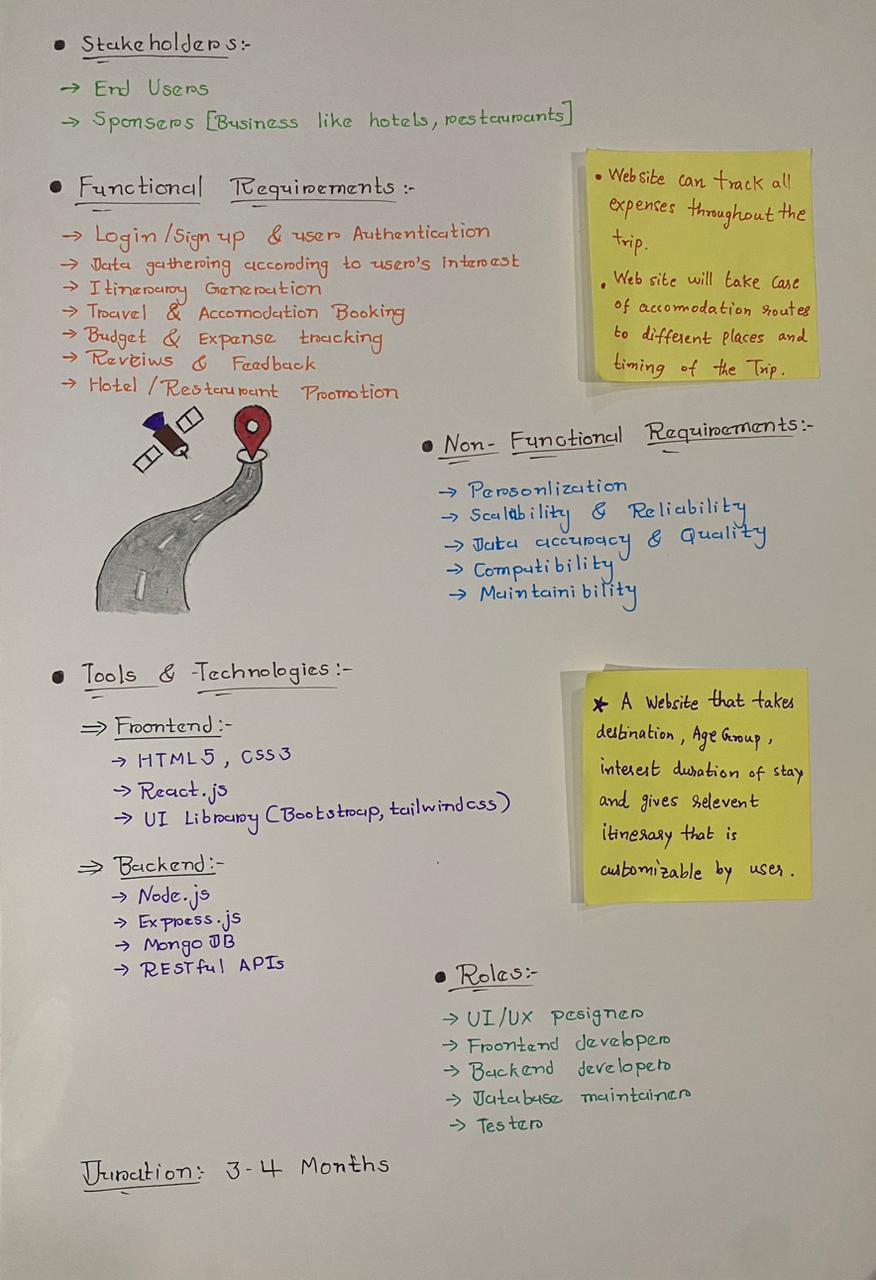 • Stakeholders:-
→ End Users
→ Sponsers [Business like hotels, restaurants]
• Functional Requirements :-
→ Login/Sign up & user Authentication
→ Data gathering according to user's interest
→ Itinerary Generation
→ Travel & Accomodation Booking
→ Budget & Expense tracking
→ Reveiws & Feedback
→ Hotel / Restaurant Promotion
• Website can track all
expenses throughout the
trip.
• Web site will take case
of accomodation routes
to different places and
timing of the Trip.
• Non-Functional Requirements:-
→ Personlization
→ Scalability & Reliability
→ Data accuracy & Quality
→ Computibility
→ Maintainibility
• Tools & Technologies:-
⇒ Frontend:-
→ HTML5, CSS3
→ React.js
→ UI Library (Bootstrap, tailwindcss)
⇒ Backend:-
→ Node.js
→ Express.js
→ Mongo DB
→ RESTful APIs
★ A Website that takes
destination, Age Group,
interest duration of stay
and gives relevent
itinerary that is
customizable by user.
• Roles:-
→ UI/UX Designer
→ Frontend developer
→ Backend developer
→ Database maintainer
→ Tester
Duration: 3-4 Months